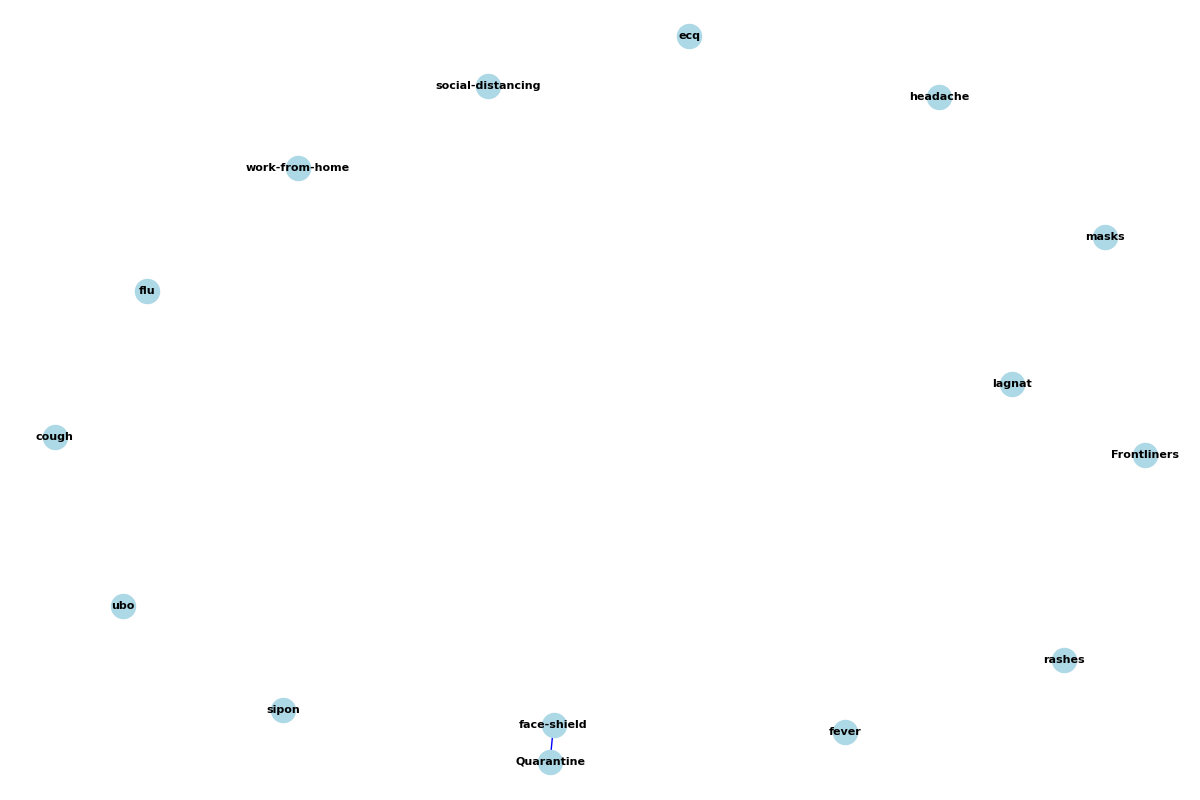 ecq
social-distancing
headache
work-from-home
masks
flu
lagnat
cough
Frontliners
ubo
rashes
sipon
face-shield
fever
Quarantine